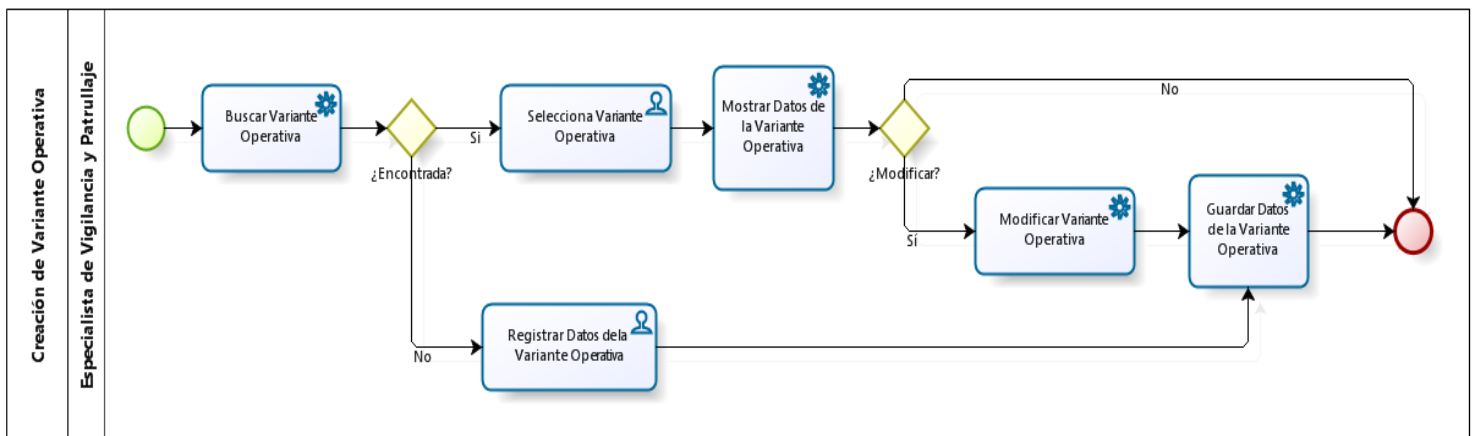 Creación de Variante Operativa
Especialista de Vigilancia y Patrullaje
Buscar Variante
Operativa
¿Encontrada?
Si
Selecciona Variante
Operativa
Mostrar Datos de
la Variante
Operativa
¿Modificar?
No
Sí
Modificar Variante
Operativa
Guardar Datos
de la Variante
Operativa
No
Registrar Datos dela
Variante Operativa